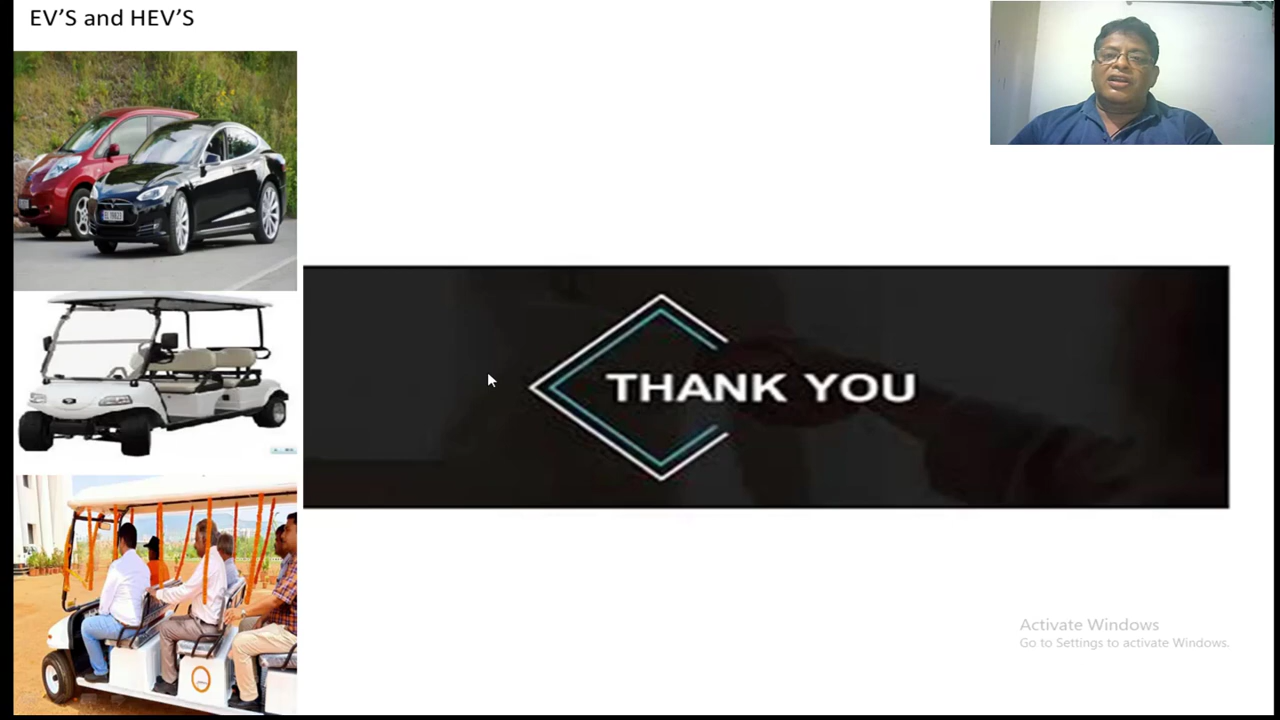 EV'S and HEV'S
THANK YOU
Activate Windows
Go to Settings to activate Windows.